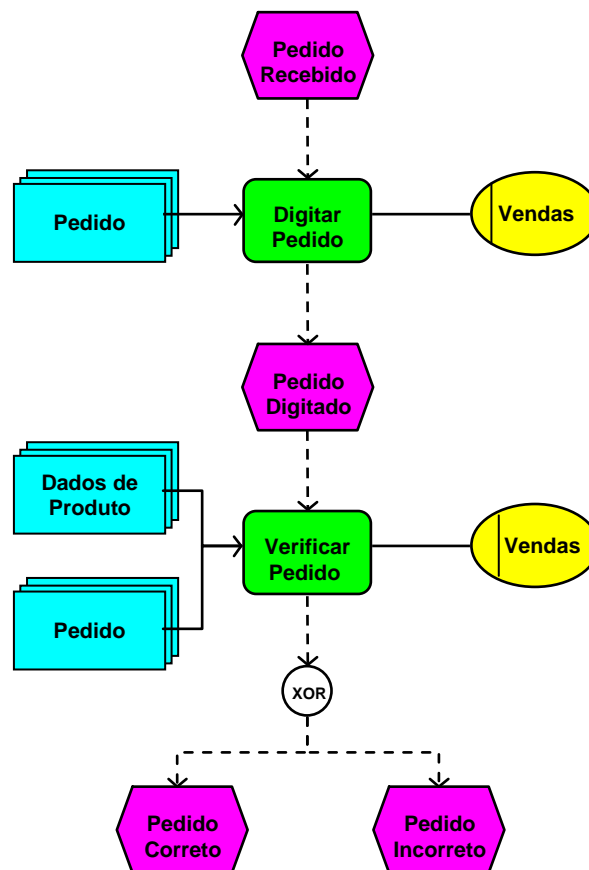 Pedido
Recebido
Pedido
Digitar
Pedido
Vendas
Pedido
Digitado
Dados de
Produto
Verificar
Pedido
Vendas
Pedido
XOR
Pedido
Correto
Pedido
Incorreto